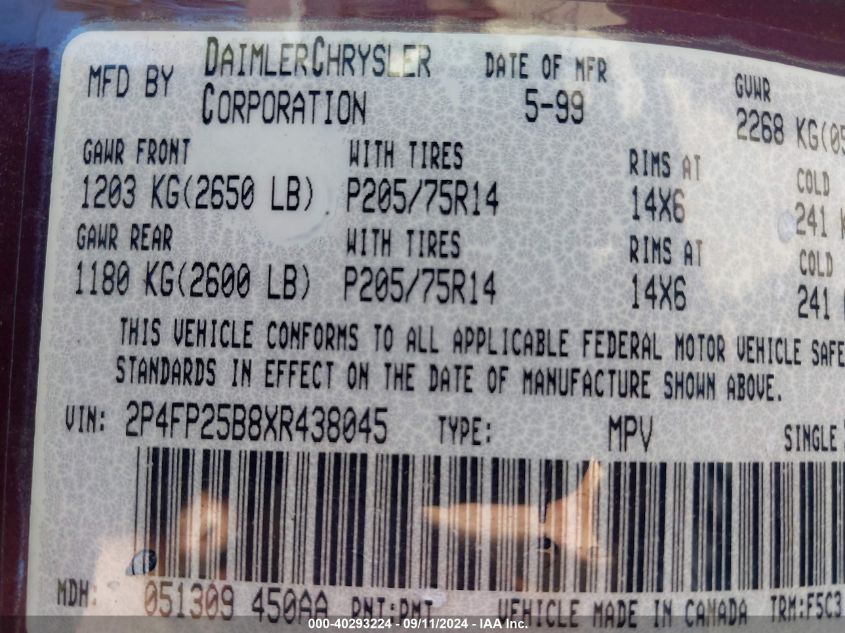 MFD BY DAIMLERCHRYSLER CORPORATION DATE OF MFR 5-99 GVWR 2268 KG(05
GAWR FRONT WITH TIRES RIMS AT COLD
1203 KG(2650 LB) P205/75R14 14X6 241 K
GAWR REAR WITH TIRES RIMS AT COLD
1180 KG(2600 LB) P205/75R14 14X6 241
THIS VEHICLE CONFORMS TO ALL APPLICABLE FEDERAL MOTOR VEHICLE SAFE
STANDARDS IN EFFECT ON THE DATE OF MANUFACTURE SHOWN ABOVE.
VIN: 2P4FP25B8XR438045 TYPE: MPV SINGLE
MDH: 051309 450AA PNT:PMT VEHICLE MADE IN CANADA TRM:F5C3
000-40293224 - 09/11/2024 - IAA Inc.